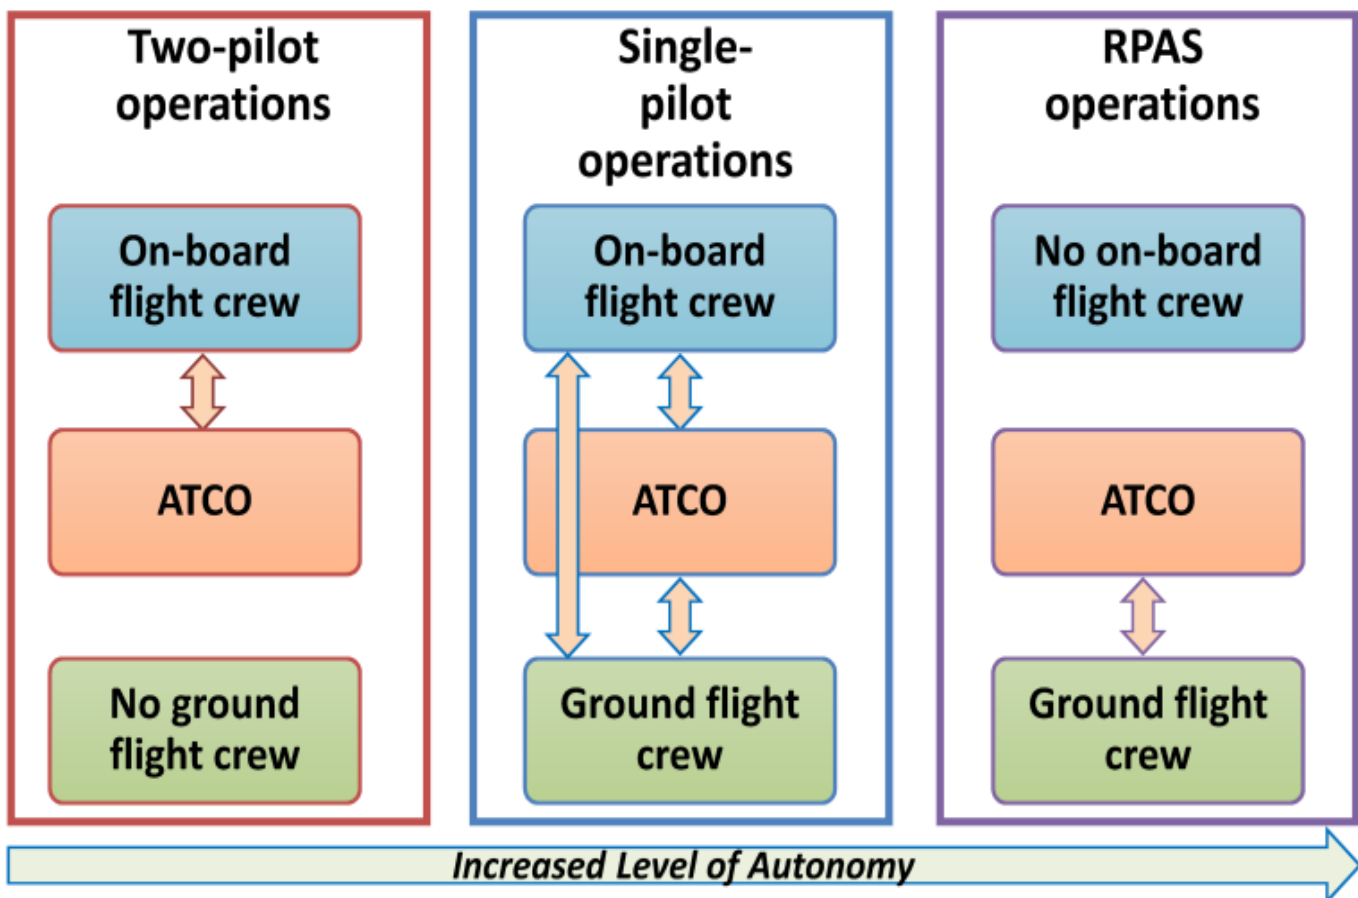 Two-pilot
operations
On-board
flight crew
ATCO
No ground
flight crew
Single-
pilot
operations
On-board
flight crew
ATCO
Ground flight
crew
RPAS
operations
No on-board
flight crew
ATCO
Ground flight
crew
Increased Level of Autonomy